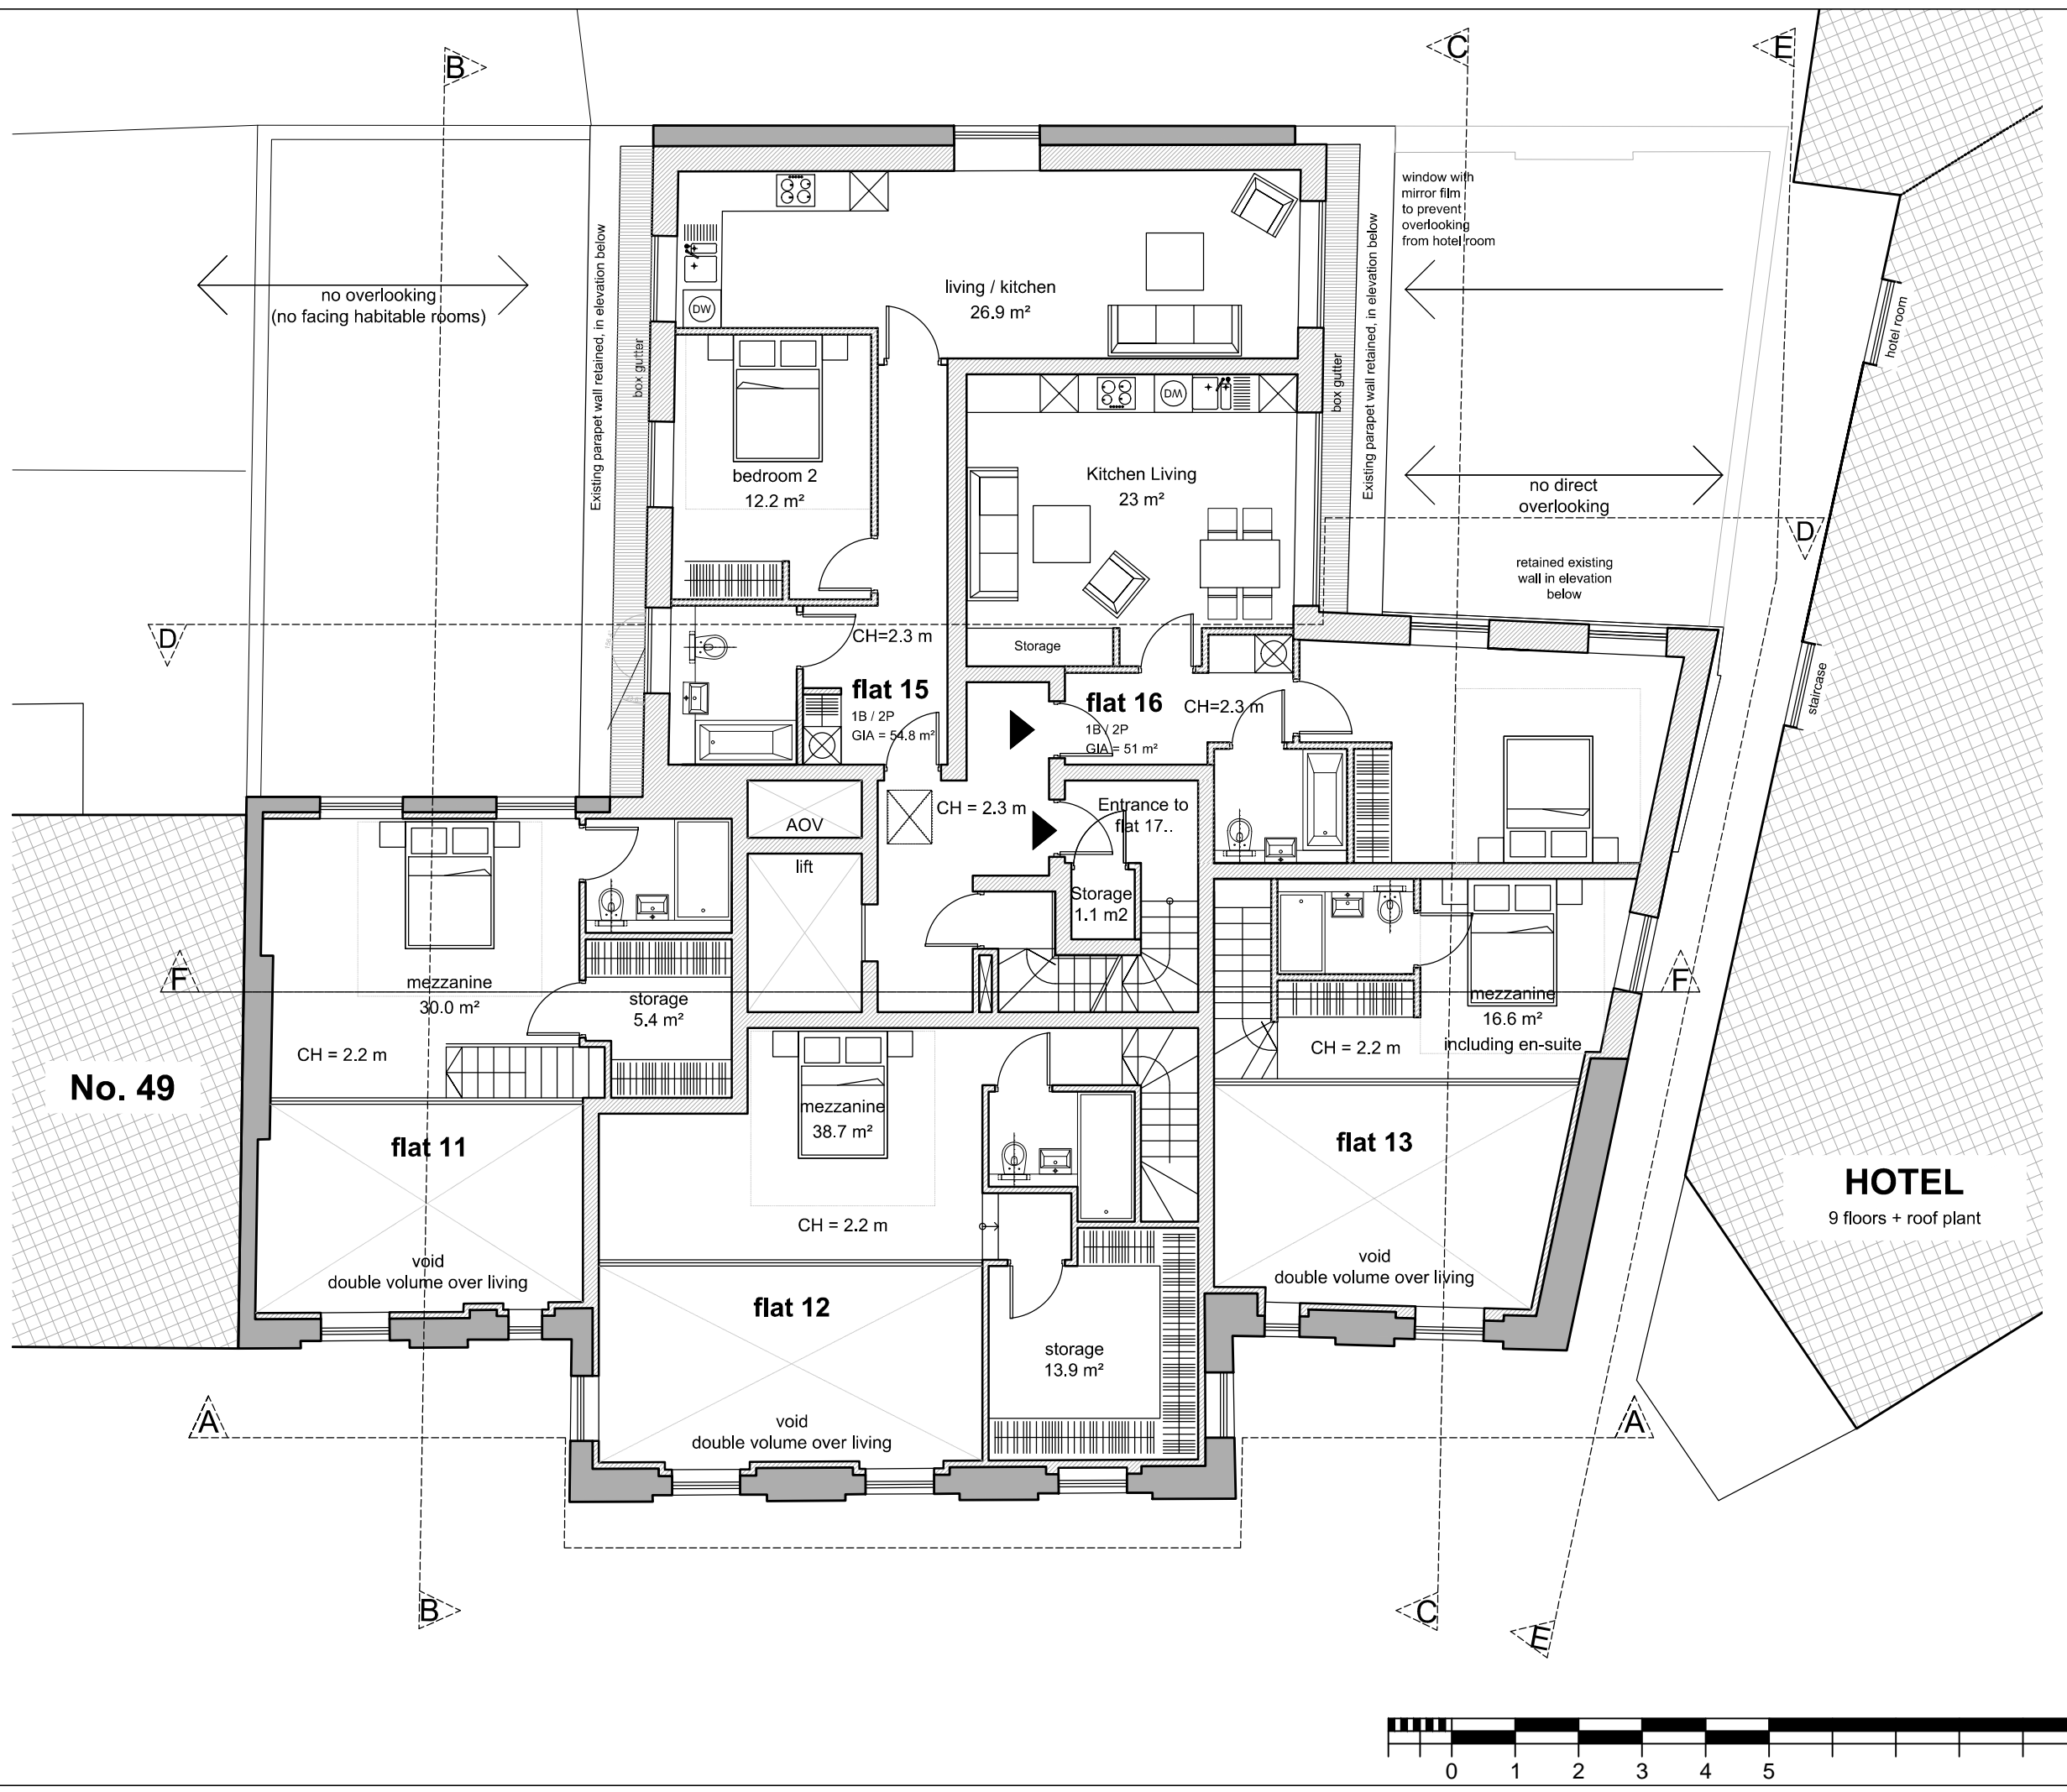 B
C
E
window with
mirror film
to prevent
overlooking
from hotel room
Existing parapet wall retained, in elevation below
Existing parapet wall retained, in elevation below
no overlooking
(no facing habitable rooms)
living / kitchen
26.9 m²
DW
hotel room
box gutter
box gutter
DW
bedroom 2
12.2 m²
Kitchen Living
23 m²
no direct
overlooking
D
retained existing
wall in elevation
below
D
CH=2.3 m
Storage
flat 15
1B / 2P
GIA = 54.8 m²
flat 16
1B / 2P
GIA = 51 m²
CH=2.3 m
staircase
AOV
lift
CH = 2.3 m
Entrance to
flat 17..
Storage
1.1 m2
F
mezzanine
30.0 m²
storage
5.4 m²
CH = 2.2 m
F
mezzanine
16.6 m²
including en-suite
CH = 2.2 m
No. 49
mezzanine
38.7 m²
flat 11
flat 13
HOTEL
9 floors + roof plant
CH = 2.2 m
void
double volume over living
void
double volume over living
flat 12
storage
13.9 m²
void
double volume over living
A
A
B
C
E
0 1 2 3 4 5